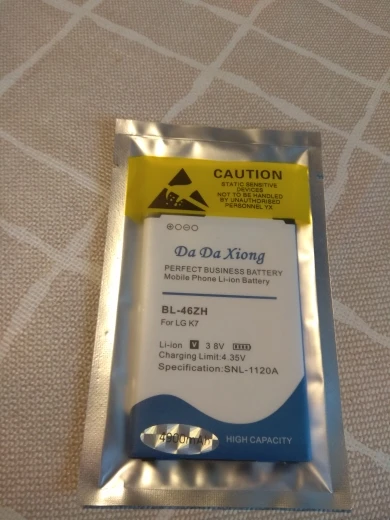 CAUTION
STATIC SENSITIVE
DEVICES
NOT TO BE HANDLED
BY UNAUTHORISED
PERSONNEL YX.
Da Da Xiong
PERFECT BUSINESS BATTERY
Mobile Phone Li-ion Battery
BL-46ZH
For LG K7
Li-ion V 3.8V
Charging Limit:4.35V
Specification:SNL-1120A
4900mAh HIGH CAPACITY